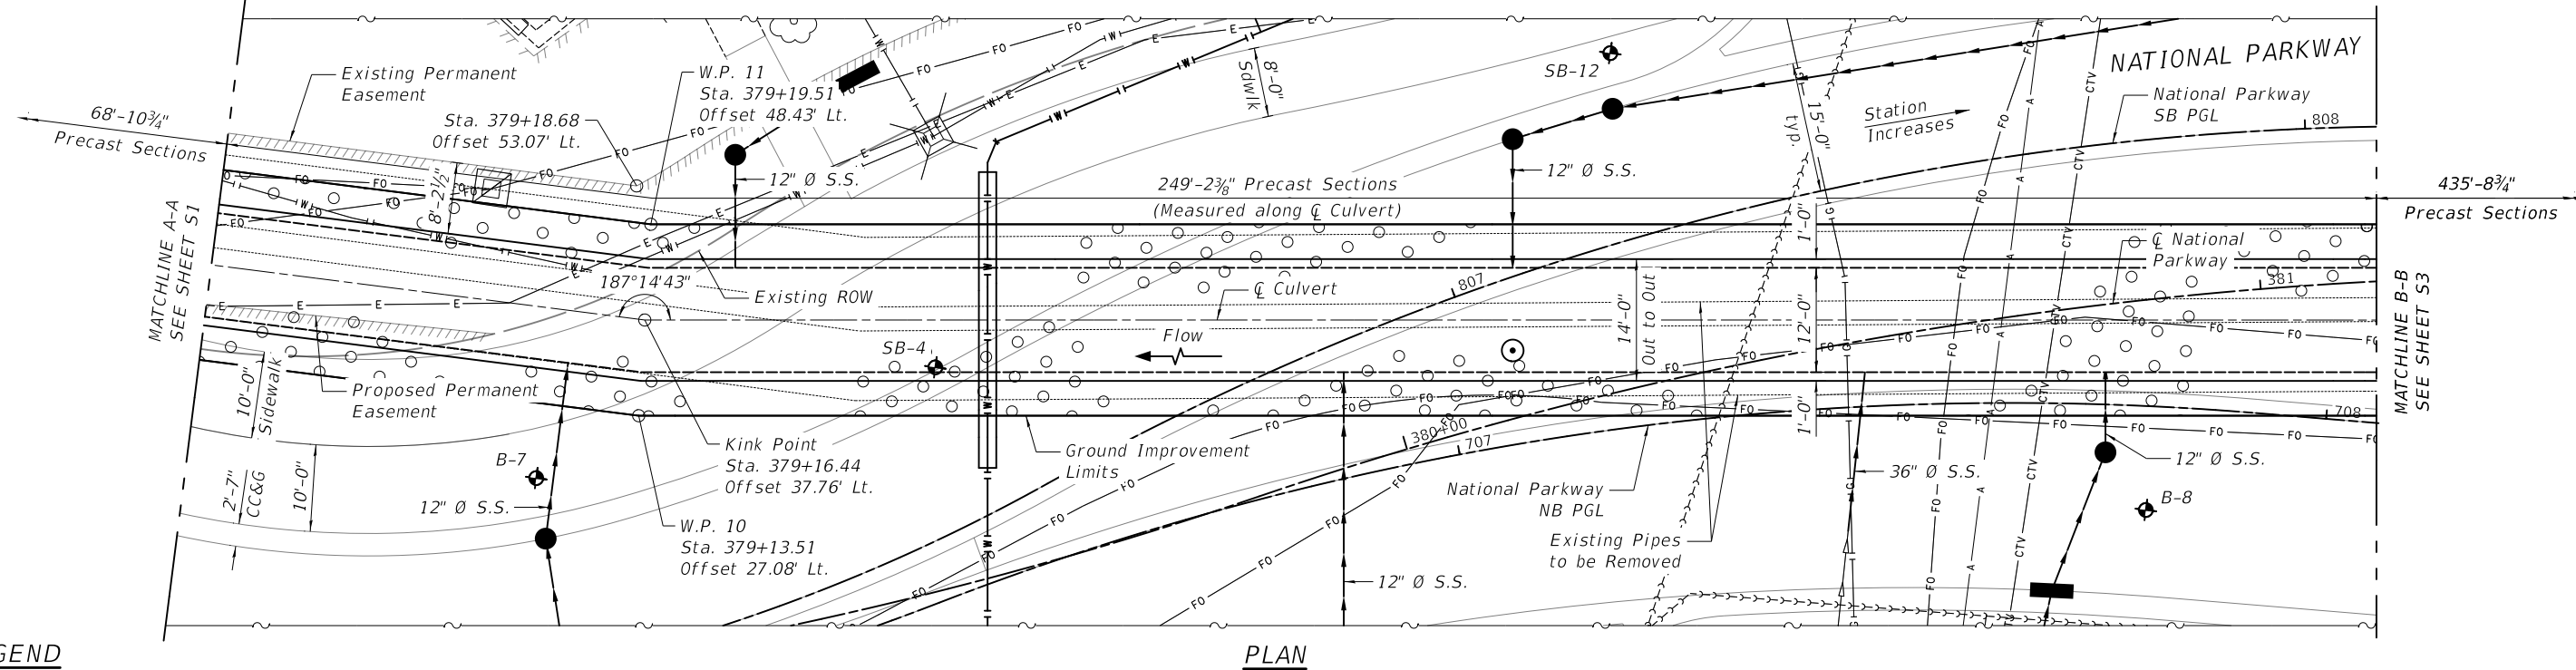 NATIONAL PARKWAY
National Parkway
SB PGL
808
Existing Permanent
Easement
68'-10¾"
Precast Sections
Sta. 379+18.68
Offset 53.07' Lt.
W.P. 11
Sta. 379+19.51
Offset 48.43' Lt.
8'-0"
Sdwlk
SB-12
15'-0"
typ.
Station
Increases
12" Ø S.S.
12" Ø S.S.
249'-2⅜" Precast Sections
(Measured along ℄ Culvert)
435'-8¾"
Precast Sections
MATCHLINE A-A
SEE SHEET S1
8'-2½"
187°14'43"
Existing ROW
℄ Culvert
807
1'-0"
14'-0"
Out to Out
12'-0"
1'-0"
℄ National
Parkway
381
MATCHLINE B-B
SEE SHEET S3
Flow
SB-4
Proposed Permanent
Easement
10'-0"
Sidewalk
2'-7"
CC&G
10'-0"
B-7
12" Ø S.S.
Kink Point
Sta. 379+16.44
Offset 37.76' Lt.
W.P. 10
Sta. 379+13.51
Offset 27.08' Lt.
Ground Improvement
Limits
380+00
707
708
National Parkway
NB PGL
Existing Pipes
to be Removed
36" Ø S.S.
12" Ø S.S.
B-8
12" Ø S.S.
GEND
PLAN